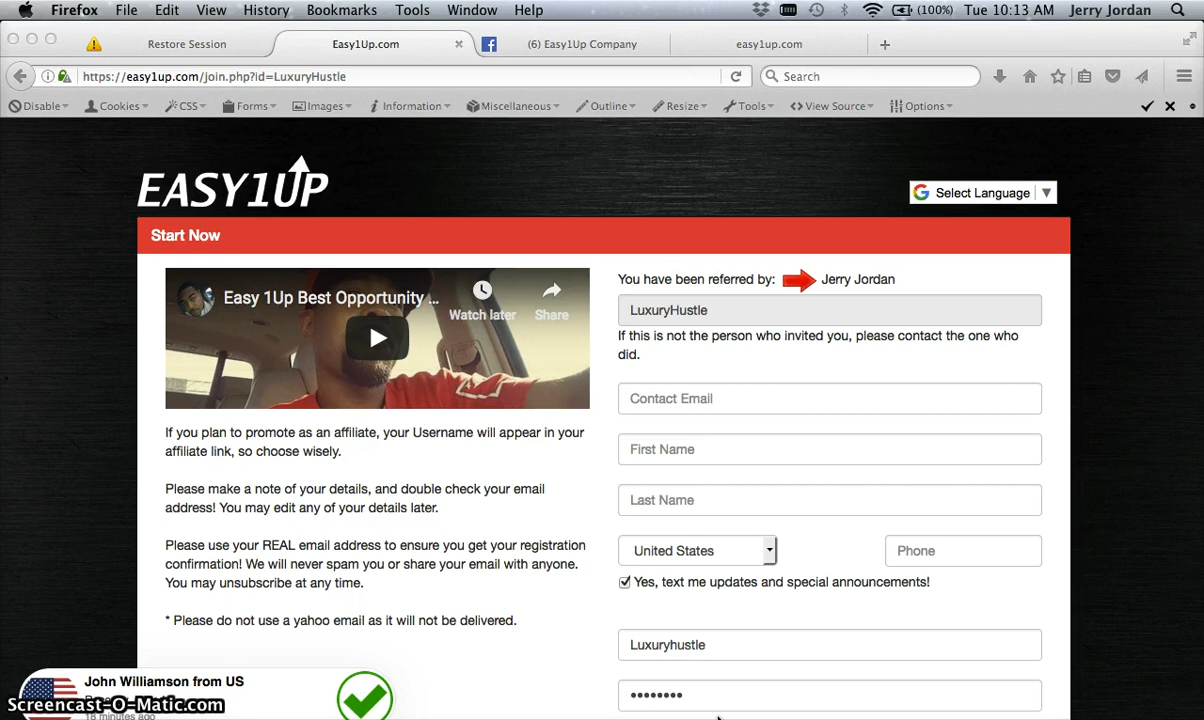 Firefox File Edit View History Bookmarks Tools Window Help (100%) Tue 10:13 AM Jerry Jordan
Restore Session Easy1Up.com × (6) Easy1Up Company easy1up.com +
https://easy1up.com/join.php?id=LuxuryHustle Search
Disable Cookies CSS Forms Images Information Miscellaneous Outline Resize Tools View Source Options
EASY1UP
Select Language ▼
Start Now
Easy 1Up Best Opportunity ...
Watch later Share
You have been referred by: Jerry Jordan
LuxuryHustle
If this is not the person who invited you, please contact the one who
did.
Contact Email
First Name
Last Name
United States Phone
Yes, text me updates and special announcements!
Luxuryhustle
••••••••
If you plan to promote as an affiliate, your Username will appear in your
affiliate link, so choose wisely.
Please make a note of your details, and double check your email
address! You may edit any of your details later.
Please use your REAL email address to ensure you get your registration
confirmation! We will never spam you or share your email with anyone.
You may unsubscribe at any time.
* Please do not use a yahoo email as it will not be delivered.
John Williamson from US
18 minutes ago
Screencast-O-Matic.com